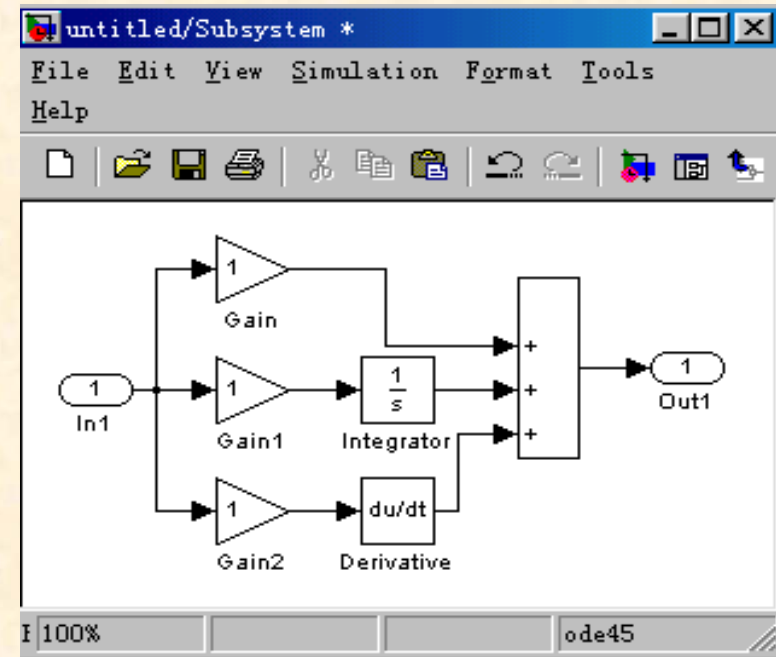 untitled/Subsystem *
File Edit View Simulation Format Tools
Help
1
Gain
1
In1
1
Gain1
1
s
Integrator
1
Gain2
du/dt
Derivative
+
+
+
1
Out1
100% ode45